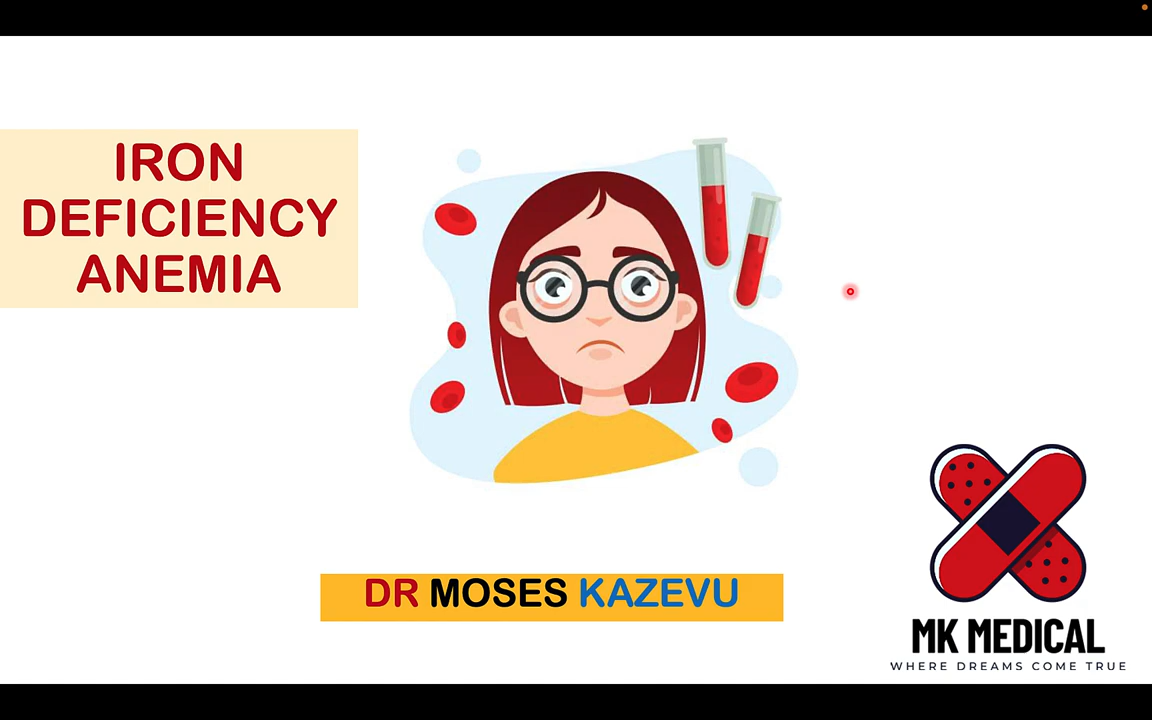 IRON
DEFICIENCY
ANEMIA
DR MOSES KAZEVU
MK MEDICAL
WHERE DREAMS COME TRUE